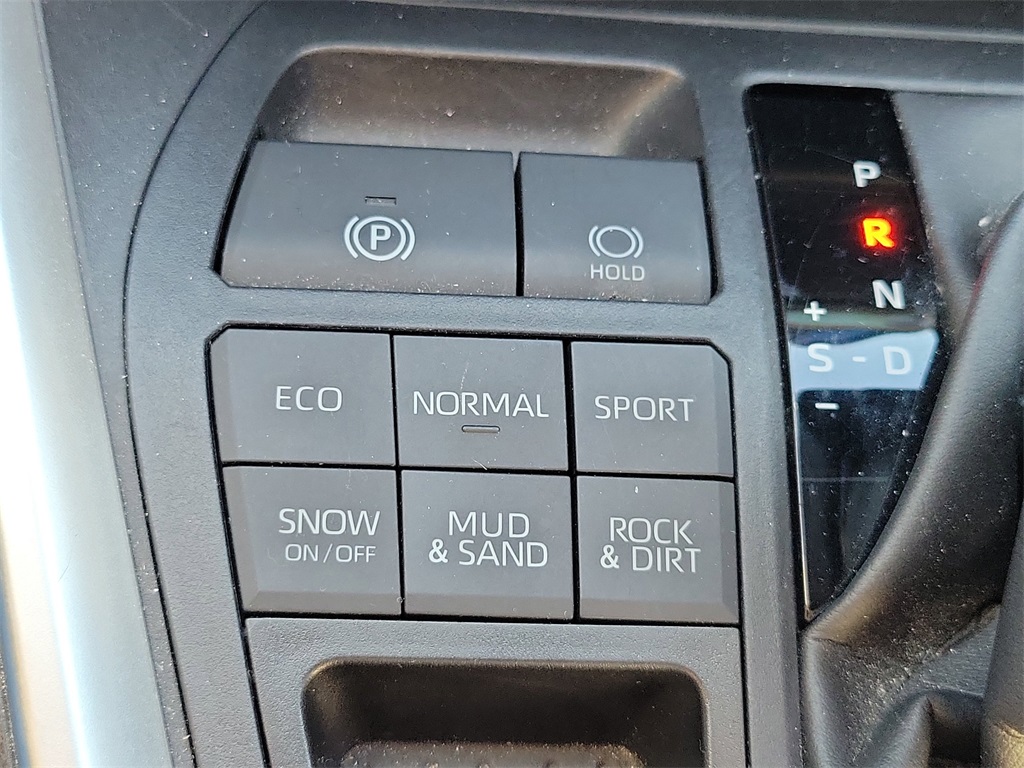 P
HOLD
P
R
N
+
S - D
-
ECO
NORMAL
SPORT
SNOW
ON / OFF
MUD
& SAND
ROCK
& DIRT